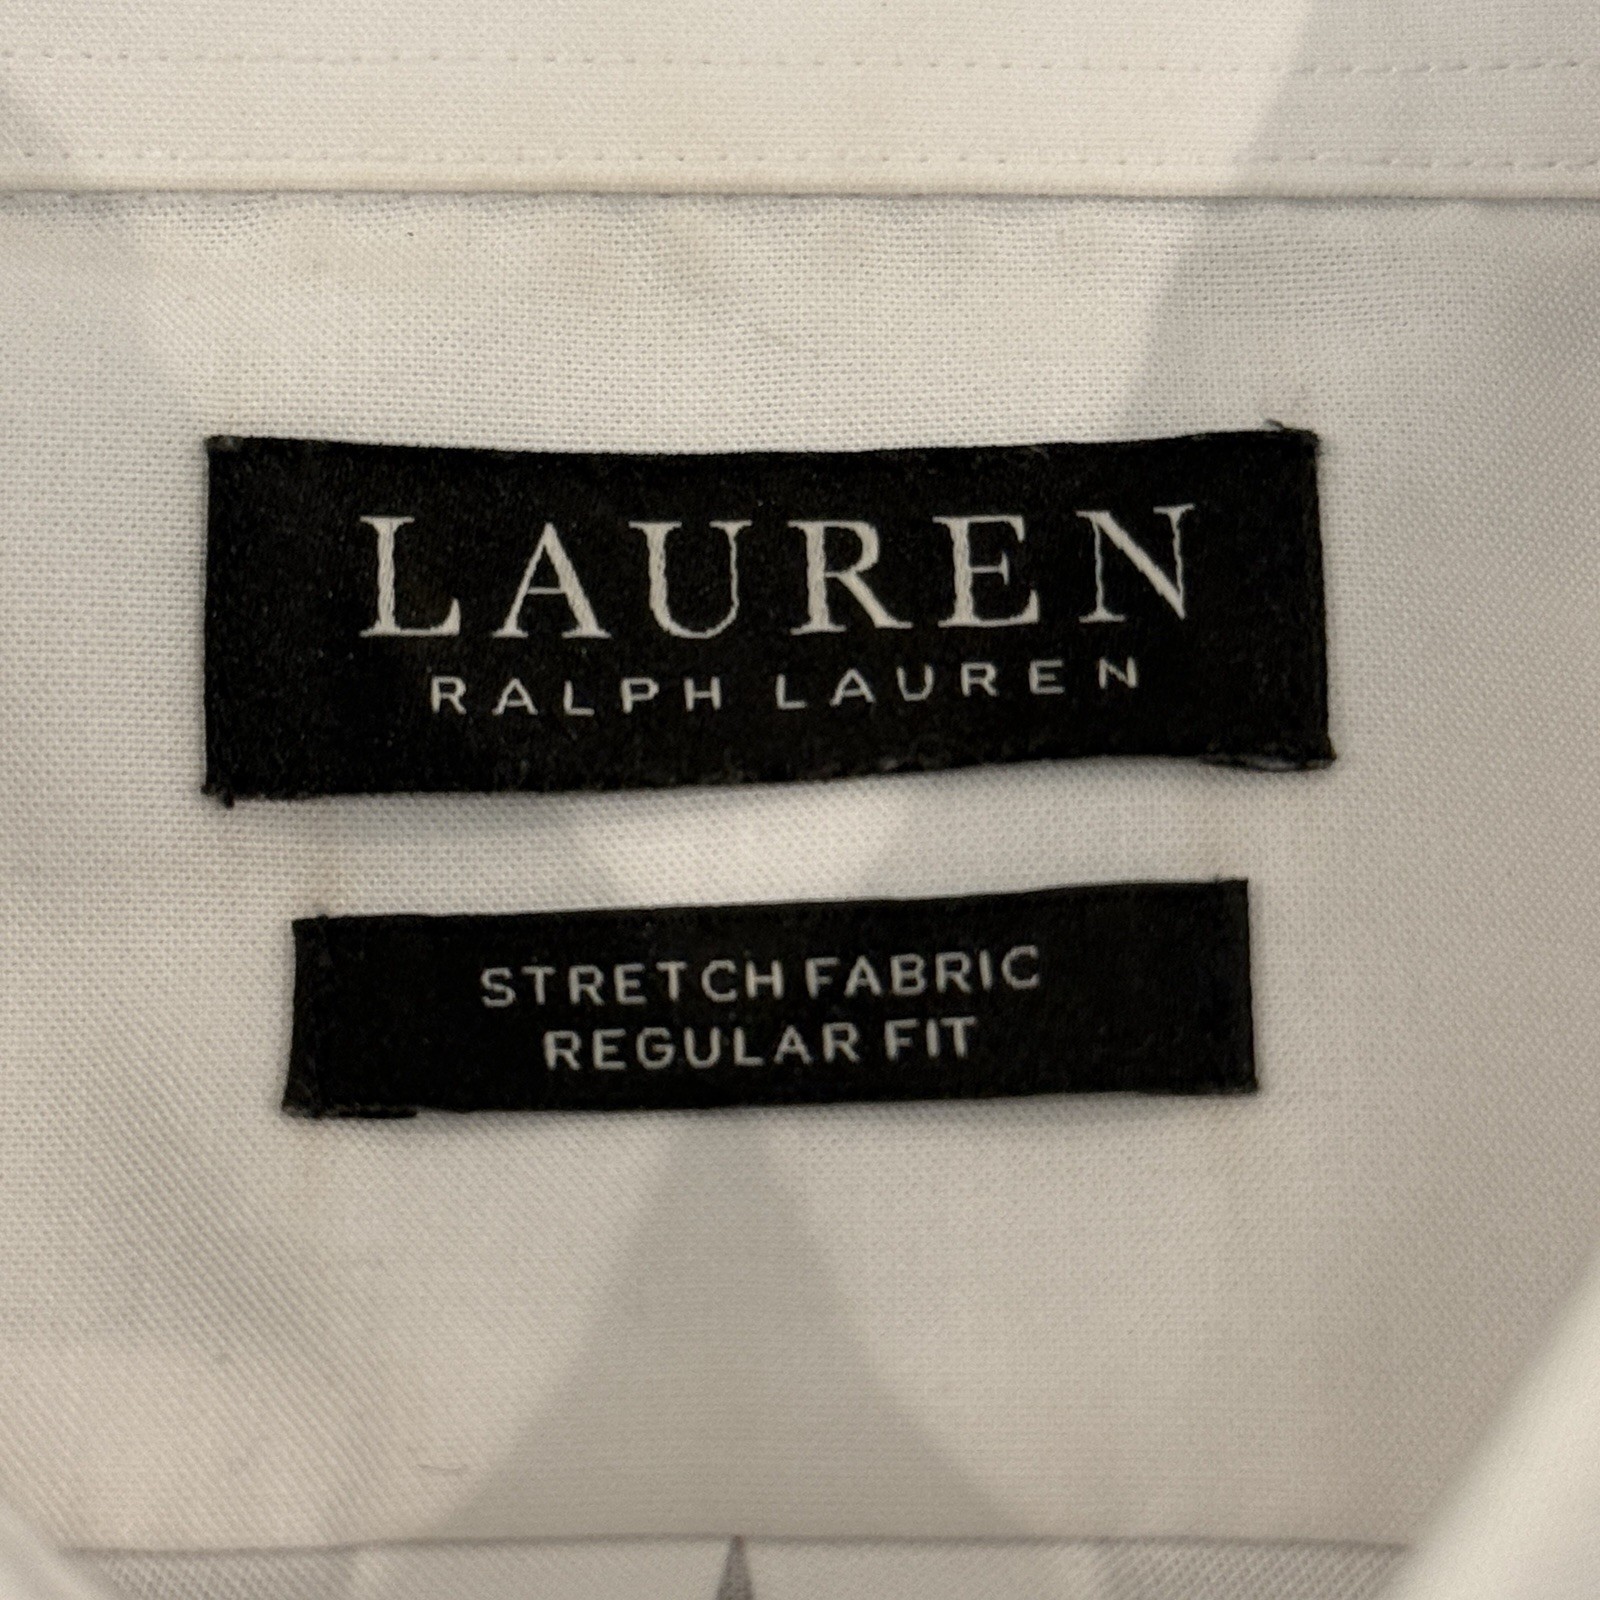 LAUREN
RALPH LAUREN
STRETCH FABRIC
REGULAR FIT